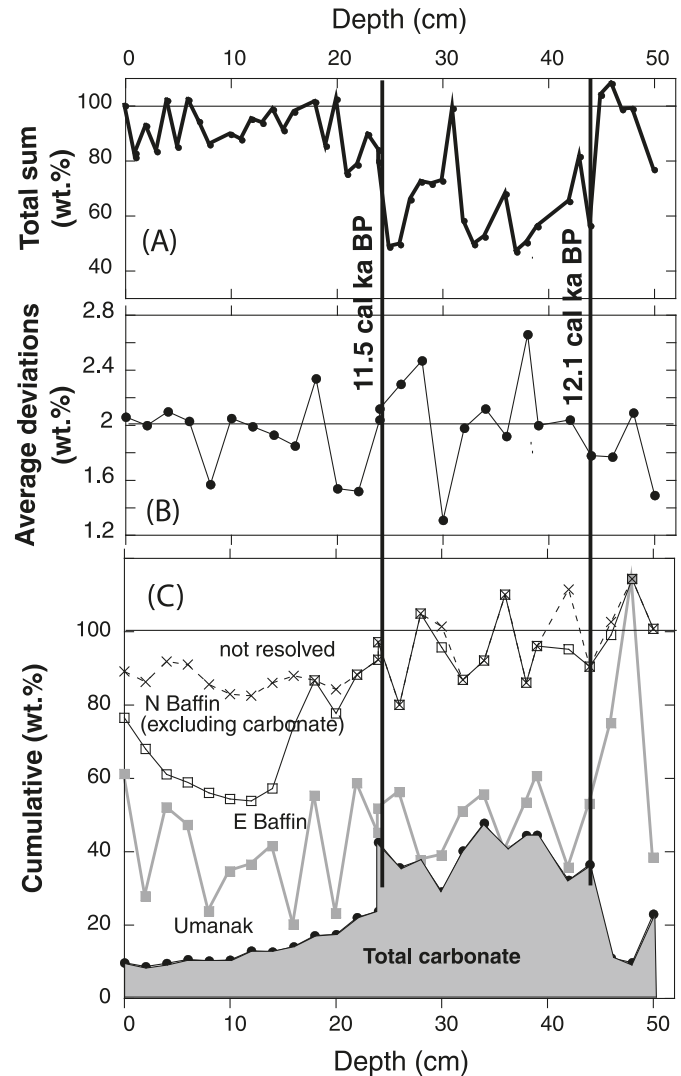 Depth (cm)
0 10 20 30 40 50
Total sum
(wt.%)
100
80
60
40
(A)
11.5 cal ka BP
12.1 cal ka BP
Average deviations
(wt.%)
2.8
2.4
2
1.6
1.2
(B)
Cumulative (wt.%)
(C)
100
80
60
40
20
0
not resolved
N Baffin
(excluding carbonate)
E Baffin
Umanak
Total carbonate
0 10 20 30 40 50
Depth (cm)